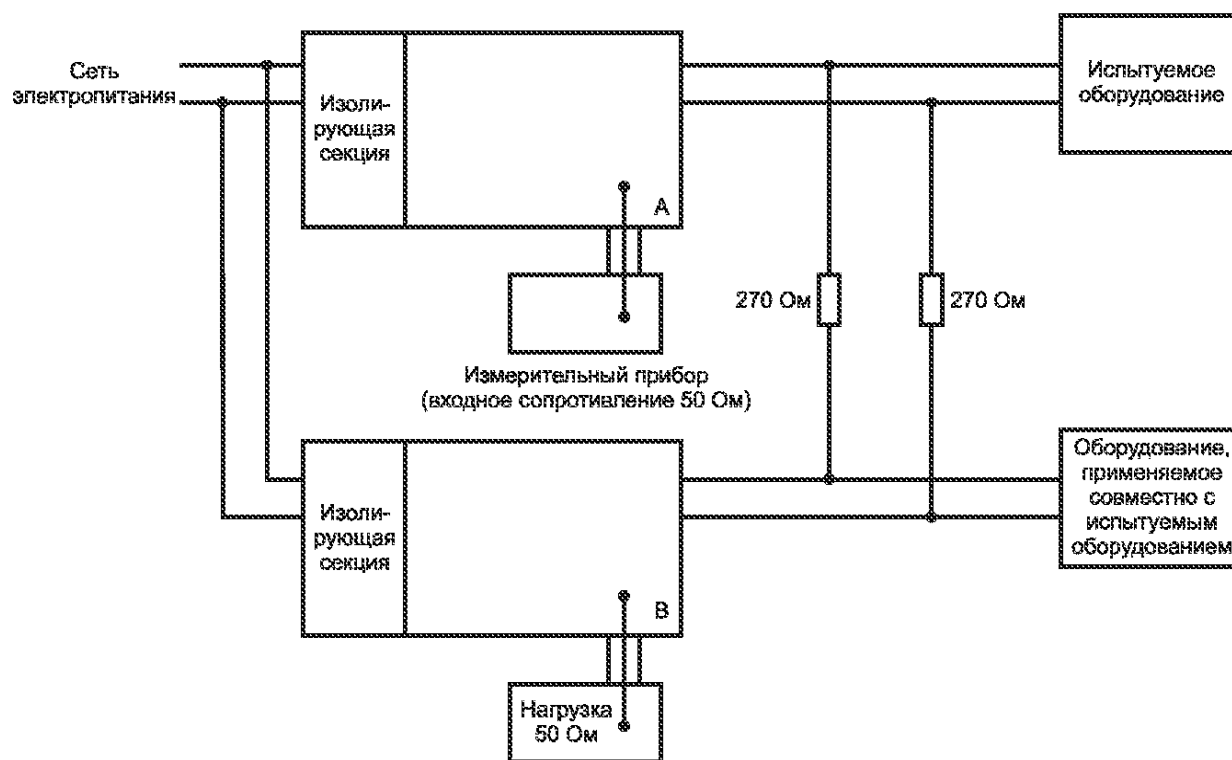 Сеть
электропитания
Изоли-
рующая
секция
А
Испытуемое
оборудование
270 Ом
270 Ом
Измерительный прибор
(входное сопротивление 50 Ом)
Изоли-
рующая
секция
В
Оборудование,
применяемое
совместно с
испытуемым
оборудованием
Нагрузка
50 Ом